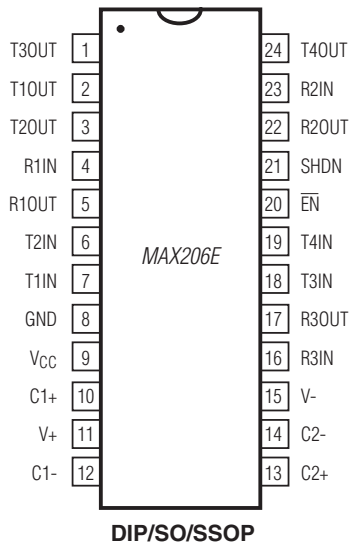 T3OUT 1 24 T4OUT
T1OUT 2 23 R2IN
T2OUT 3 22 R2OUT
R1IN 4 21 SHDN
R1OUT 5 20 E̅N̅
T2IN 6 19 T4IN
T1IN 7 18 T3IN
GND 8 17 R3OUT
VCC 9 16 R3IN
C1+ 10 15 V-
V+ 11 14 C2-
C1- 12 13 C2+
MAX206E
DIP/SO/SSOP